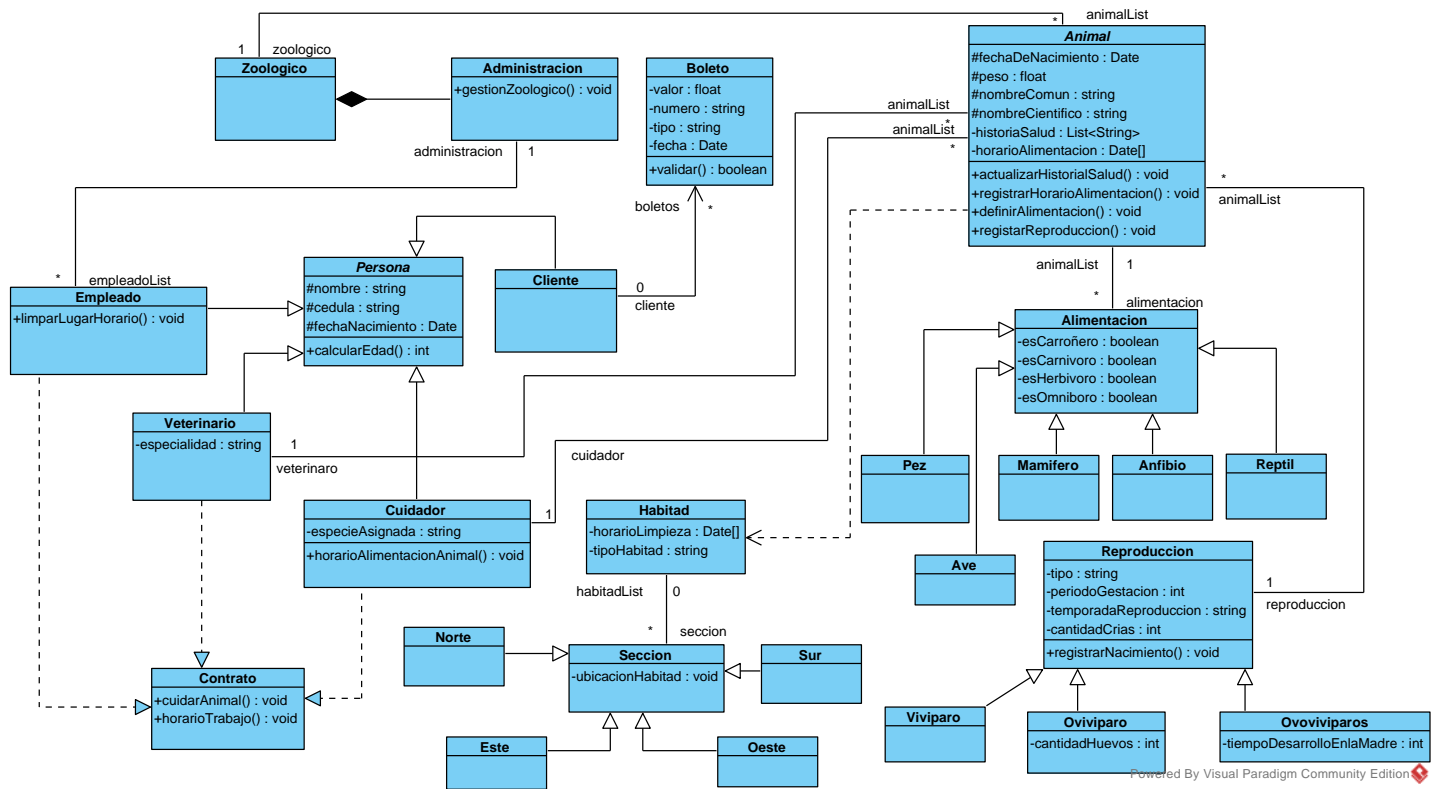 animalList
*
1
zoologico
Zoologico
Administracion
+gestionZoologico() : void
administracion
1
Boleto
-valor : float
-numero : string
-tipo : string
-fecha : Date
+validar() : boolean
boletos
*
Animal
#fechaDeNacimiento : Date
#peso : float
#nombreComun : string
#nombreCientifico : string
-historiaSalud : List<String>
-horarioAlimentacion : Date[]
+actualizarHistorialSalud() : void
+registrarHorarioAlimentacion() : void
+definirAlimentacion() : void
+registarReproduccion() : void
animalList
*
animalList
*
*
animalList
animalList
1
*
alimentacion
*
empleadoList
Empleado
+limparLugarHorario() : void
Persona
#nombre : string
#cedula : string
#fechaNacimiento : Date
+calcularEdad() : int
Cliente
0
cliente
Alimentacion
-esCarroñero : boolean
-esCarnivoro : boolean
-esHerbivoro : boolean
-esOmniboro : boolean
Veterinario
-especialidad : string
1
veterinaro
cuidador
1
Pez
Mamifero
Anfibio
Reptil
Cuidador
-especieAsignada : string
+horarioAlimentacionAnimal() : void
Habitad
-horarioLimpieza : Date[]
-tipoHabitad : string
habitadList
0
*
seccion
Ave
Reproduccion
-tipo : string
-periodoGestacion : int
-temporadaReproduccion : string
-cantidadCrias : int
+registrarNacimiento() : void
1
reproduccion
Norte
Seccion
-ubicacionHabitad : void
Sur
Contrato
+cuidarAnimal() : void
+horarioTrabajo() : void
Este
Oeste
Viviparo
Oviviparo
-cantidadHuevos : int
Ovoviviparos
-tiempoDesarrolloEnlaMadre : int
Powered By Visual Paradigm Community Edition